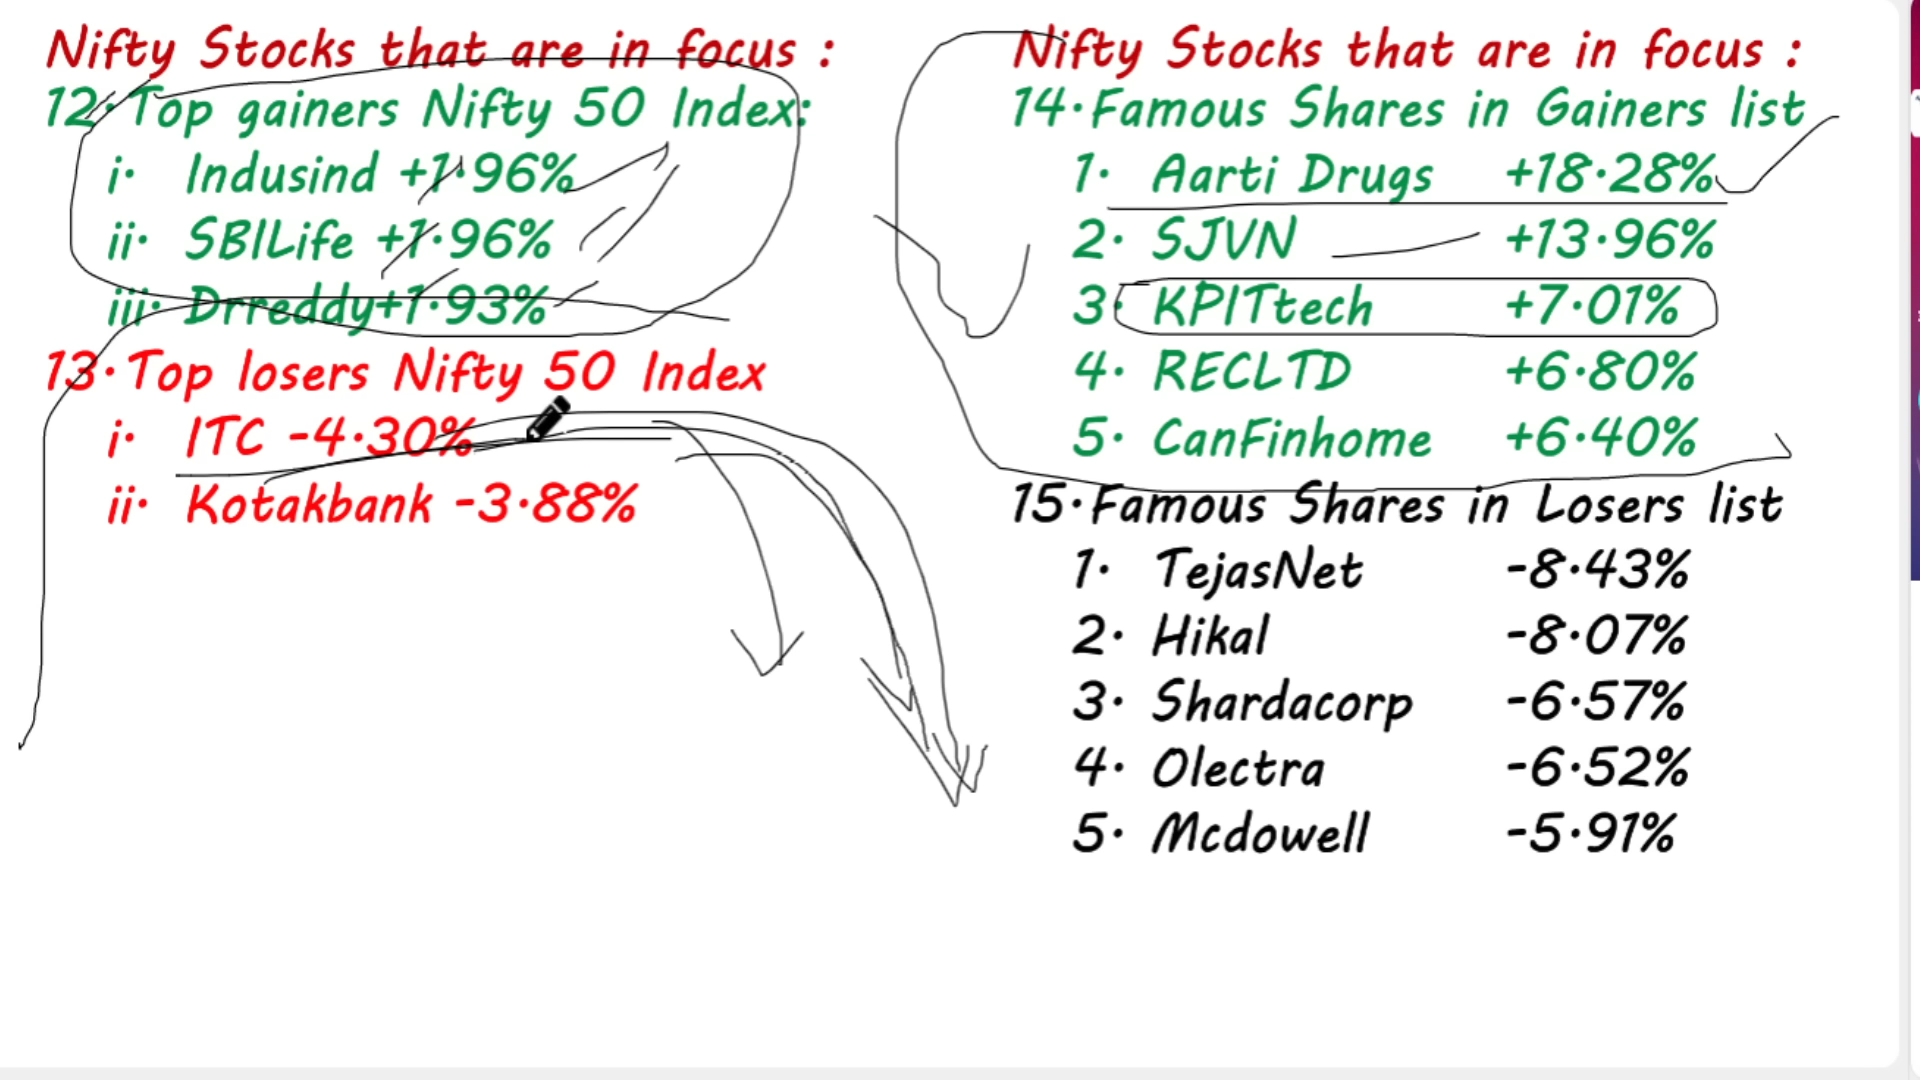 Nifty Stocks that are in focus :
12. Top gainers Nifty 50 Index:
i. Indusind +1.96%
ii. SBILife +1.96%
iii. Drreddy+1.93%
13. Top losers Nifty 50 Index
i. ITC -4.30%
ii. Kotakbank -3.88%
Nifty Stocks that are in focus :
14. Famous Shares in Gainers list
1. Aarti Drugs +18.28%
2. SJVN +13.96%
3. KPITtech +7.01%
4. RECLTD +6.80%
5. CanFinhome +6.40%
15. Famous Shares in Losers list
1. TejasNet -8.43%
2. Hikal -8.07%
3. Shardacorp -6.57%
4. Olectra -6.52%
5. Mcdowell -5.91%